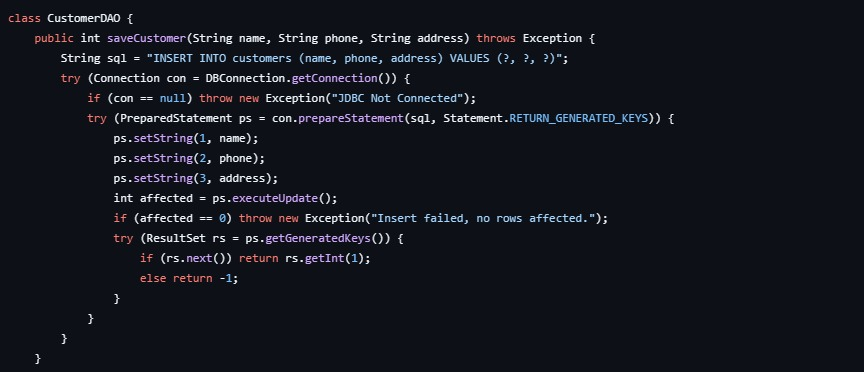 class CustomerDAO {
    public int saveCustomer(String name, String phone, String address) throws Exception {
        String sql = "INSERT INTO customers (name, phone, address) VALUES (?, ?, ?)";
        try (Connection con = DBConnection.getConnection()) {
            if (con == null) throw new Exception("JDBC Not Connected");
            try (PreparedStatement ps = con.prepareStatement(sql, Statement.RETURN_GENERATED_KEYS)) {
                ps.setString(1, name);
                ps.setString(2, phone);
                ps.setString(3, address);
                int affected = ps.executeUpdate();
                if (affected == 0) throw new Exception("Insert failed, no rows affected.");
                try (ResultSet rs = ps.getGeneratedKeys()) {
                    if (rs.next()) return rs.getInt(1);
                    else return -1;
                }
            }
        }
    }